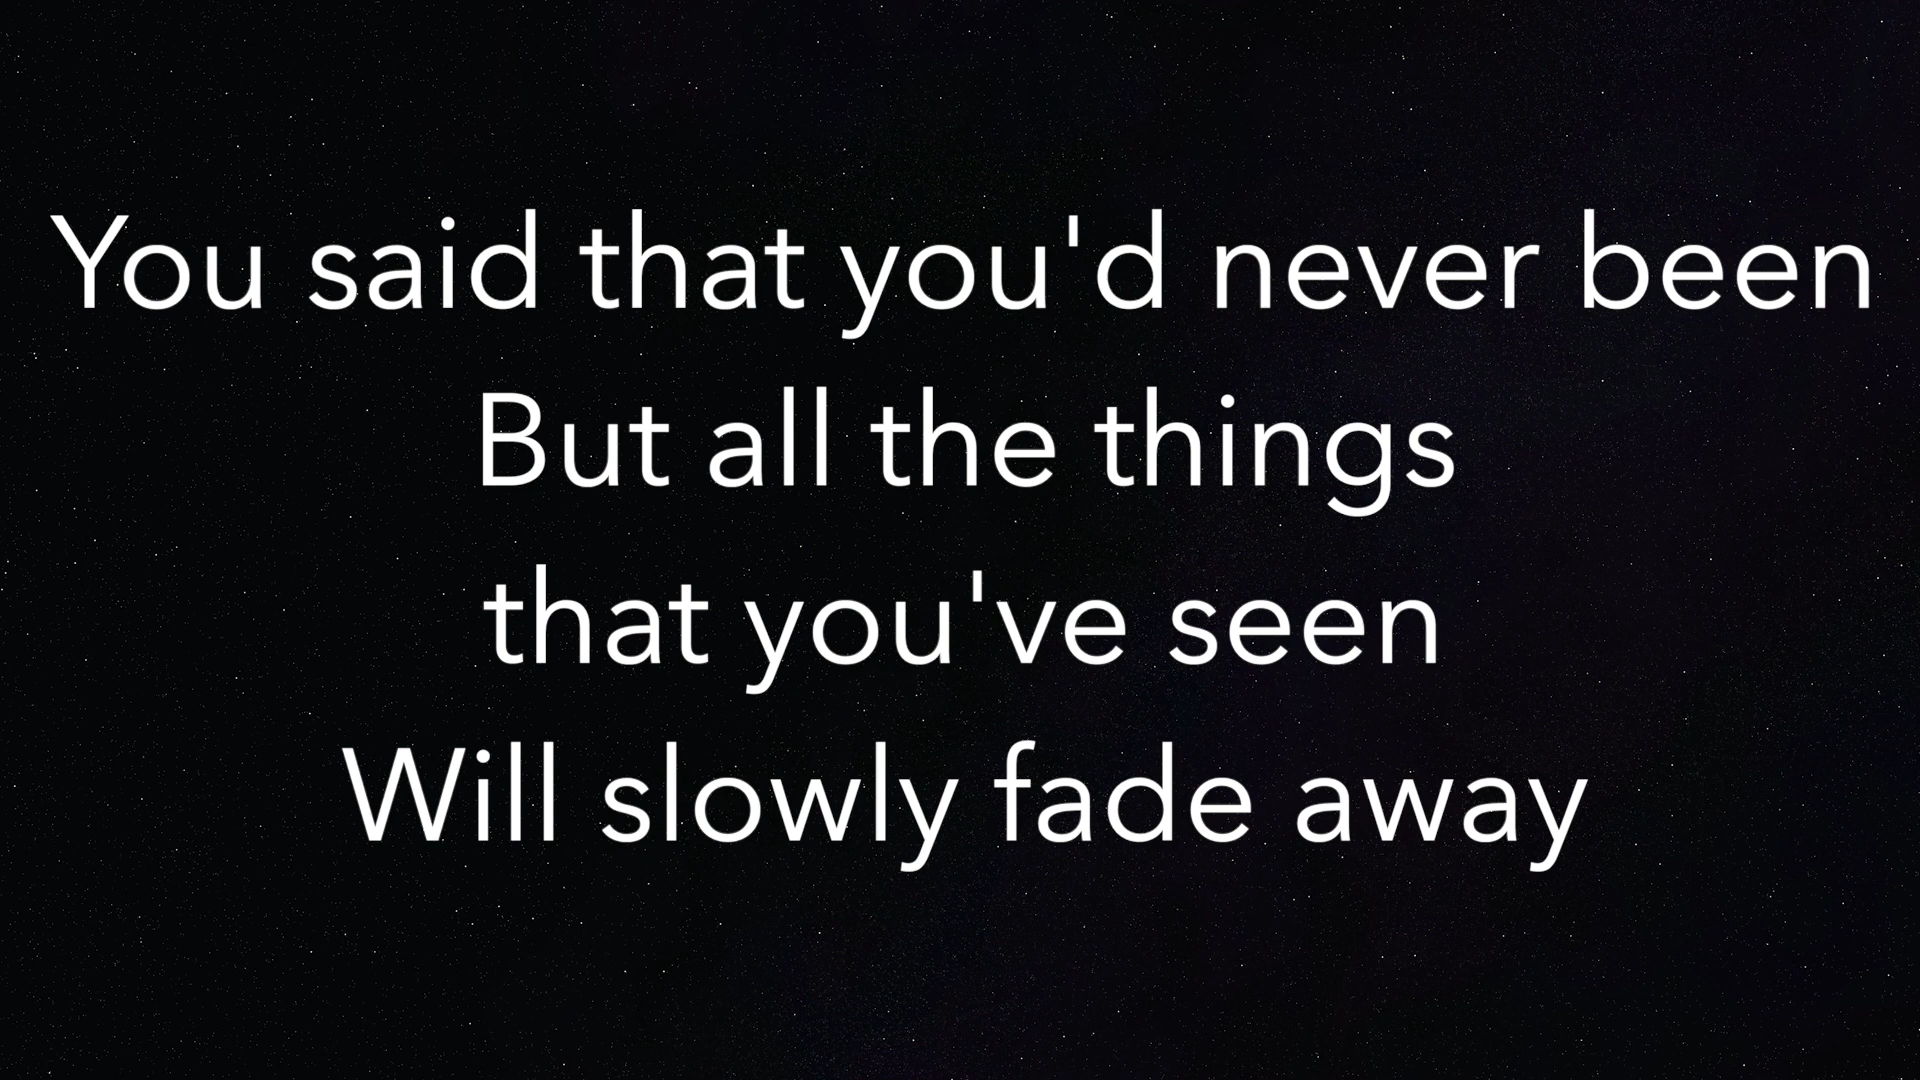 You said that you'd never been
But all the things
that you've seen
Will slowly fade away